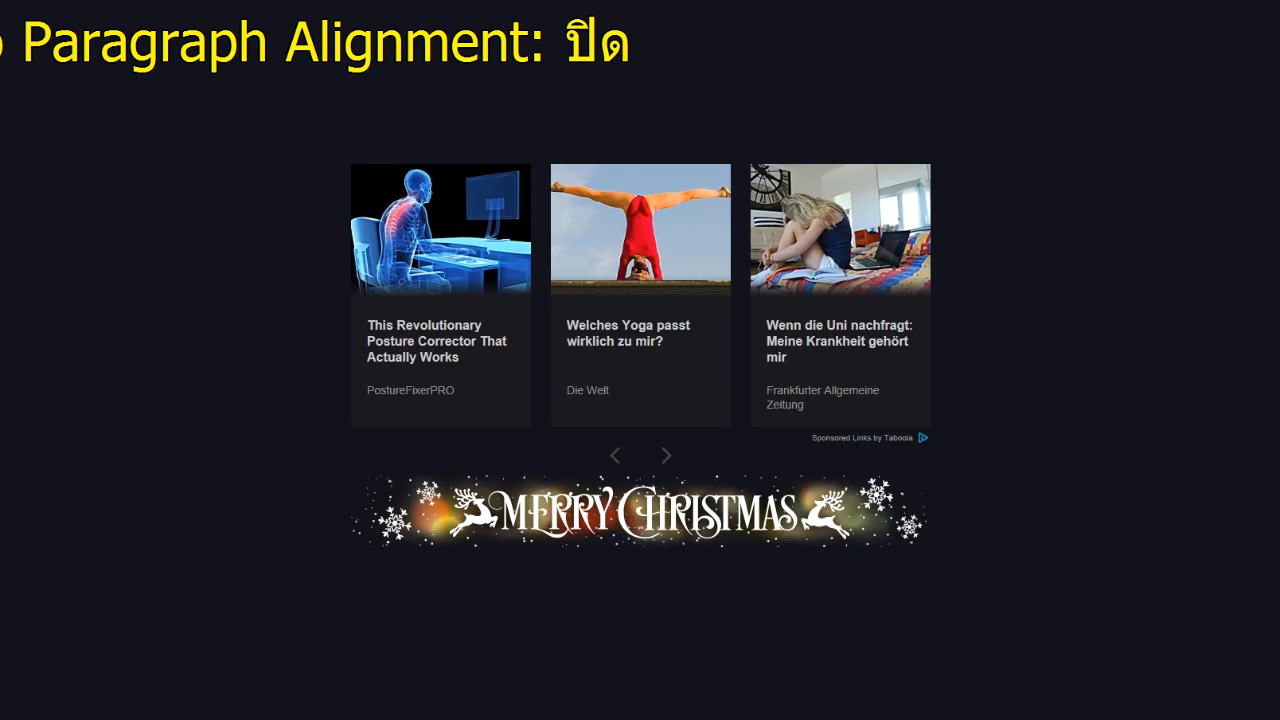 Paragraph Alignment: ปิด
This Revolutionary
Posture Corrector That
Actually Works
PostureFixerPRO
Welches Yoga passt
wirklich zu mir?
Die Welt
Wenn die Uni nachfragt:
Meine Krankheit gehört
mir
Frankfurter Allgemeine
Zeitung
Sponsored Links by Taboola
MERRY CHRISTMAS